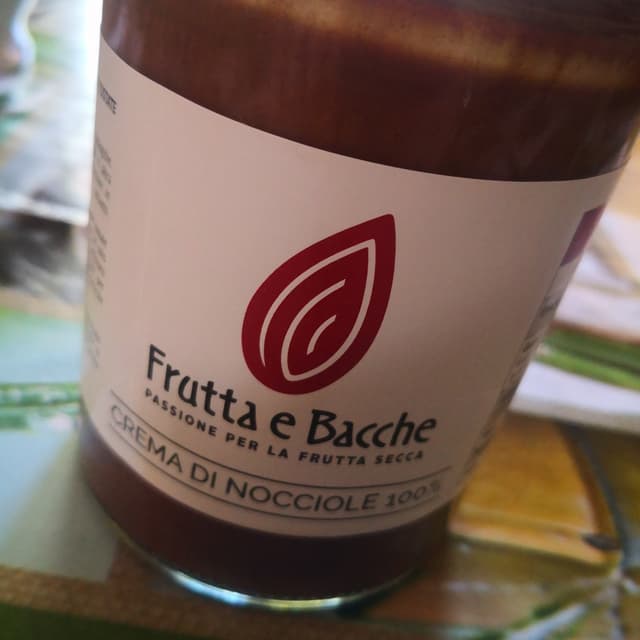 Frutta e Bacche
PASSIONE PER LA FRUTTA SECCA
CREMA DI NOCCIOLE 100%